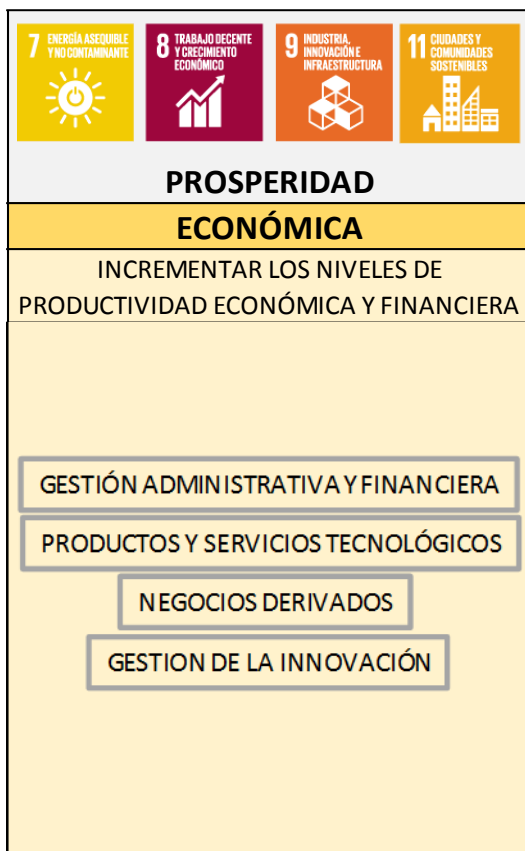 7 ENERGÍA ASEQUIBLE
Y NO CONTAMINANTE
8 TRABAJO DECENTE
Y CRECIMIENTO
ECONÓMICO
9 INDUSTRIA,
INNOVACIÓN E
INFRAESTRUCTURA
11 CIUDADES Y
COMUNIDADES
SOSTENIBLES
PROSPERIDAD
ECONÓMICA
INCREMENTAR LOS NIVELES DE
PRODUCTIVIDAD ECONÓMICA Y FINANCIERA
GESTIÓN ADMINISTRATIVA Y FINANCIERA
PRODUCTOS Y SERVICIOS TECNOLÓGICOS
NEGOCIOS DERIVADOS
GESTION DE LA INNOVACIÓN